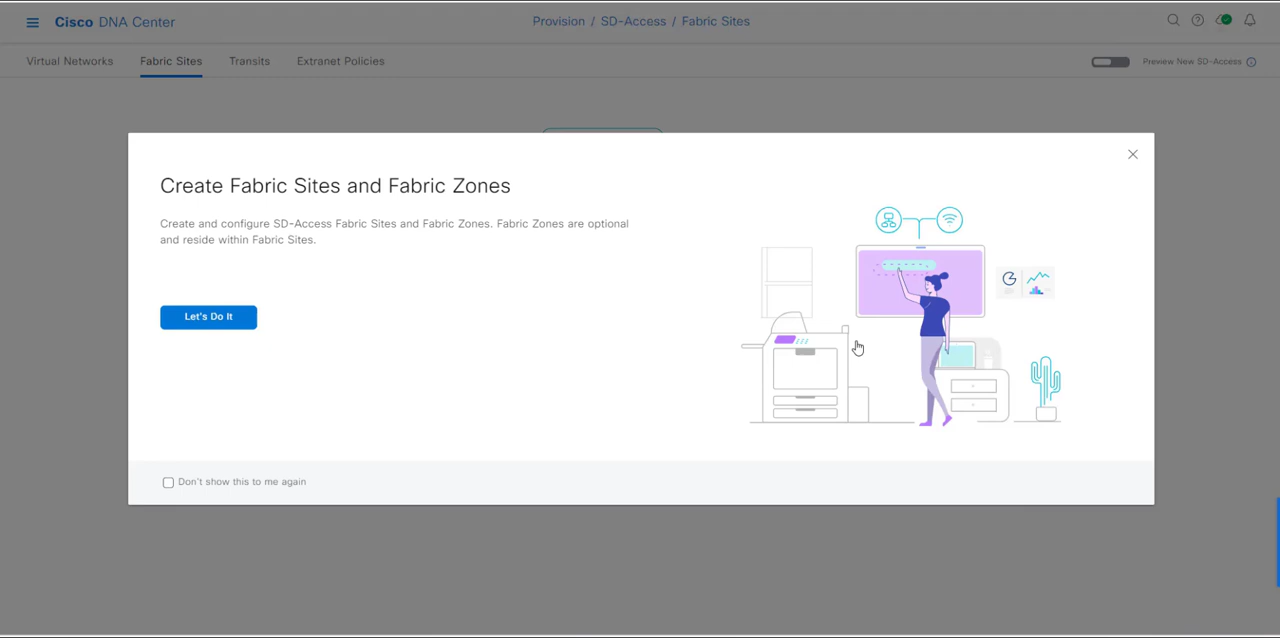 Cisco DNA Center
Provision / SD-Access / Fabric Sites
Virtual Networks
Fabric Sites
Transits
Extranet Policies
Preview New SD-Access
Create Fabric Sites and Fabric Zones
Create and configure SD-Access Fabric Sites and Fabric Zones. Fabric Zones are optional
and reside within Fabric Sites.
Let's Do It
Don't show this to me again